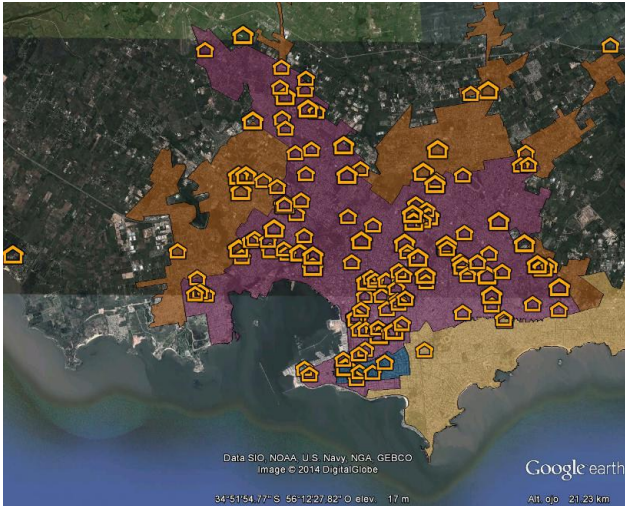 Data SIO, NOAA, U.S. Navy, NGA, GEBCO
Image © 2014 DigitalGlobe
Google earth
34°51'54.77" S 56°12'27.82" O elev. 17 m
Alt. ojo 21.23 km